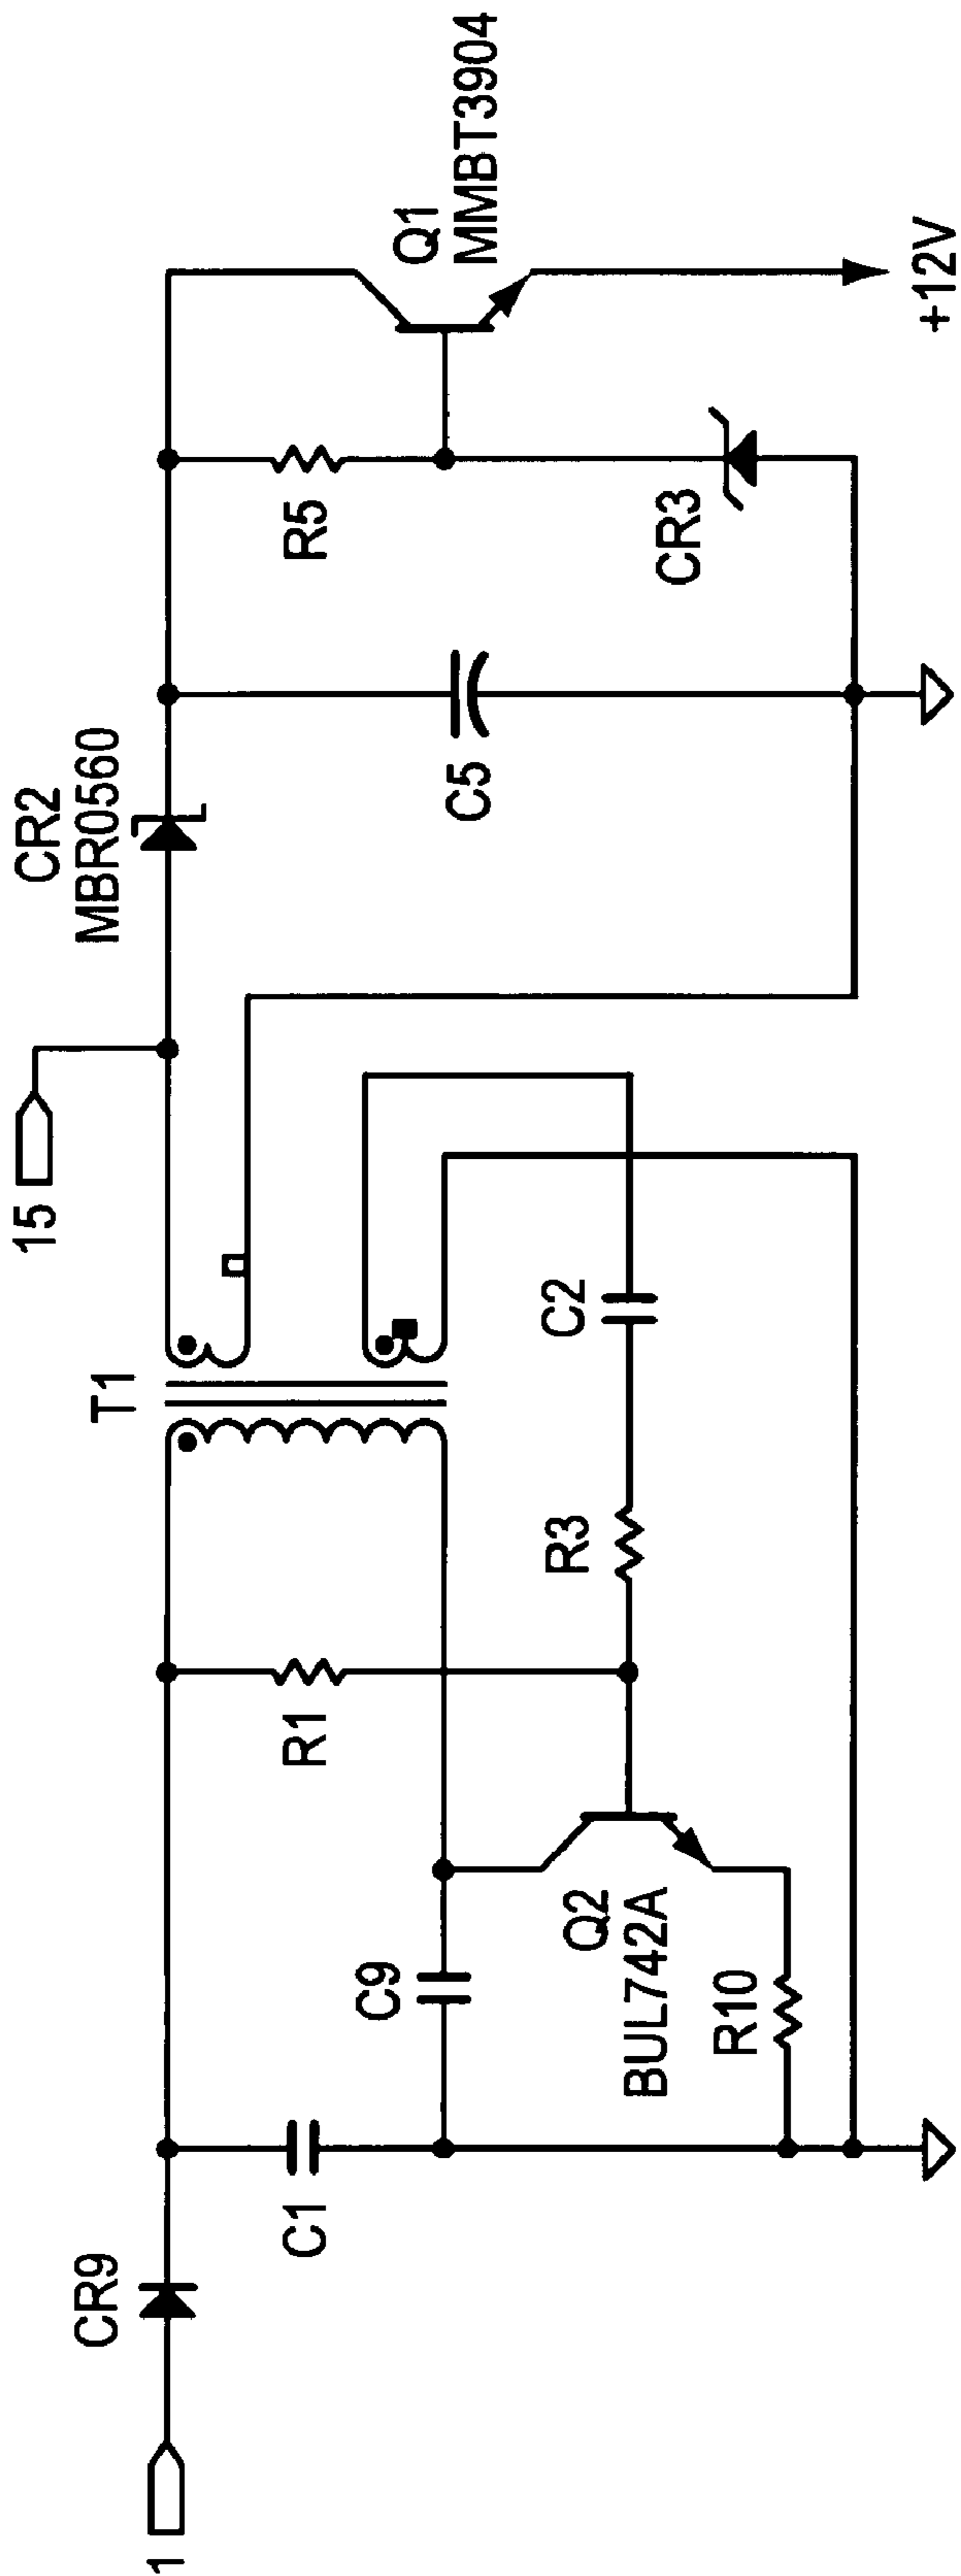 1
CR9
C1
C9
Q2
BUL742A
R10
R1
R3
C2
T1
15
CR2
MBR0560
C5
R5
CR3
Q1
MMBT3904
+12V